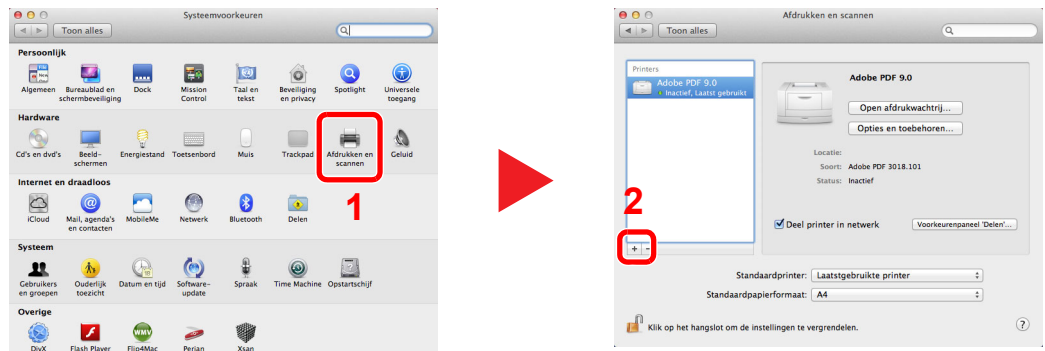 Systeemvoorkeuren
Toon alles
Persoonlijk
Algemeen
Bureaublad en
schermbeveiliging
Dock
Mission
Control
Taal en
tekst
Beveiliging
en privacy
Spotlight
Universele
toegang
Hardware
Cd's en dvd's
Beeld-
schermen
Energiestand
Toetsenbord
Muis
Trackpad
Afdrukken en
scannen
Geluid
1
Internet en draadloos
iCloud
Mail, agenda's
en contacten
MobileMe
Netwerk
Bluetooth
Delen
Systeem
Gebruikers
en groepen
Ouderlijk
toezicht
Datum en tijd
Software-
update
Spraak
Time Machine
Opstartschijf
Overige
DivX
Flash Player
WMV
Flip4Mac
Perian
Xsan
Afdrukken en scannen
Toon alles
Printers
Adobe PDF 9.0
Inactief, Laatst gebruikt
2
+ -
Adobe PDF 9.0
Open afdrukwachtrij...
Opties en toebehoren...
Locatie:
Soort: Adobe PDF 3018.101
Status: Inactief
Deel printer in netwerk
Voorkeurenpaneel 'Delen'...
Standaardprinter: Laatstgebruikte printer
Standaardpapierformaat: A4
Klik op het hangslot om de instellingen te vergrendelen.
?